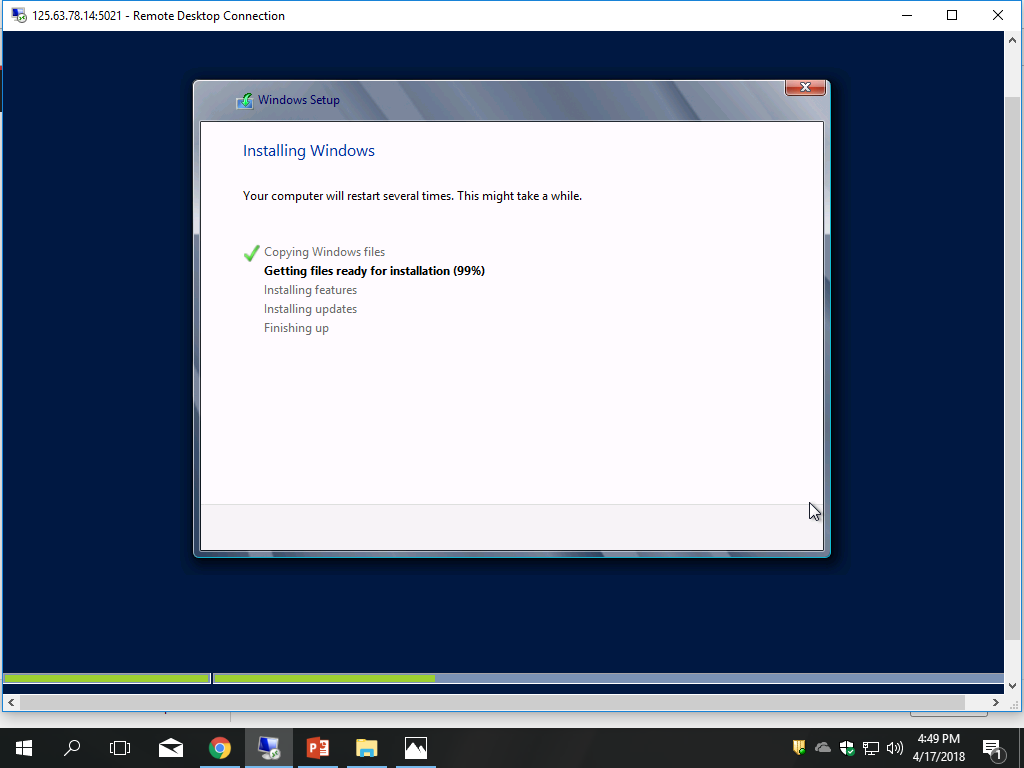 125.63.78.14:5021 - Remote Desktop Connection
Windows Setup
Installing Windows
Your computer will restart several times. This might take a while.
Copying Windows files
Getting files ready for installation (99%)
Installing features
Installing updates
Finishing up
4:49 PM
4/17/2018
1